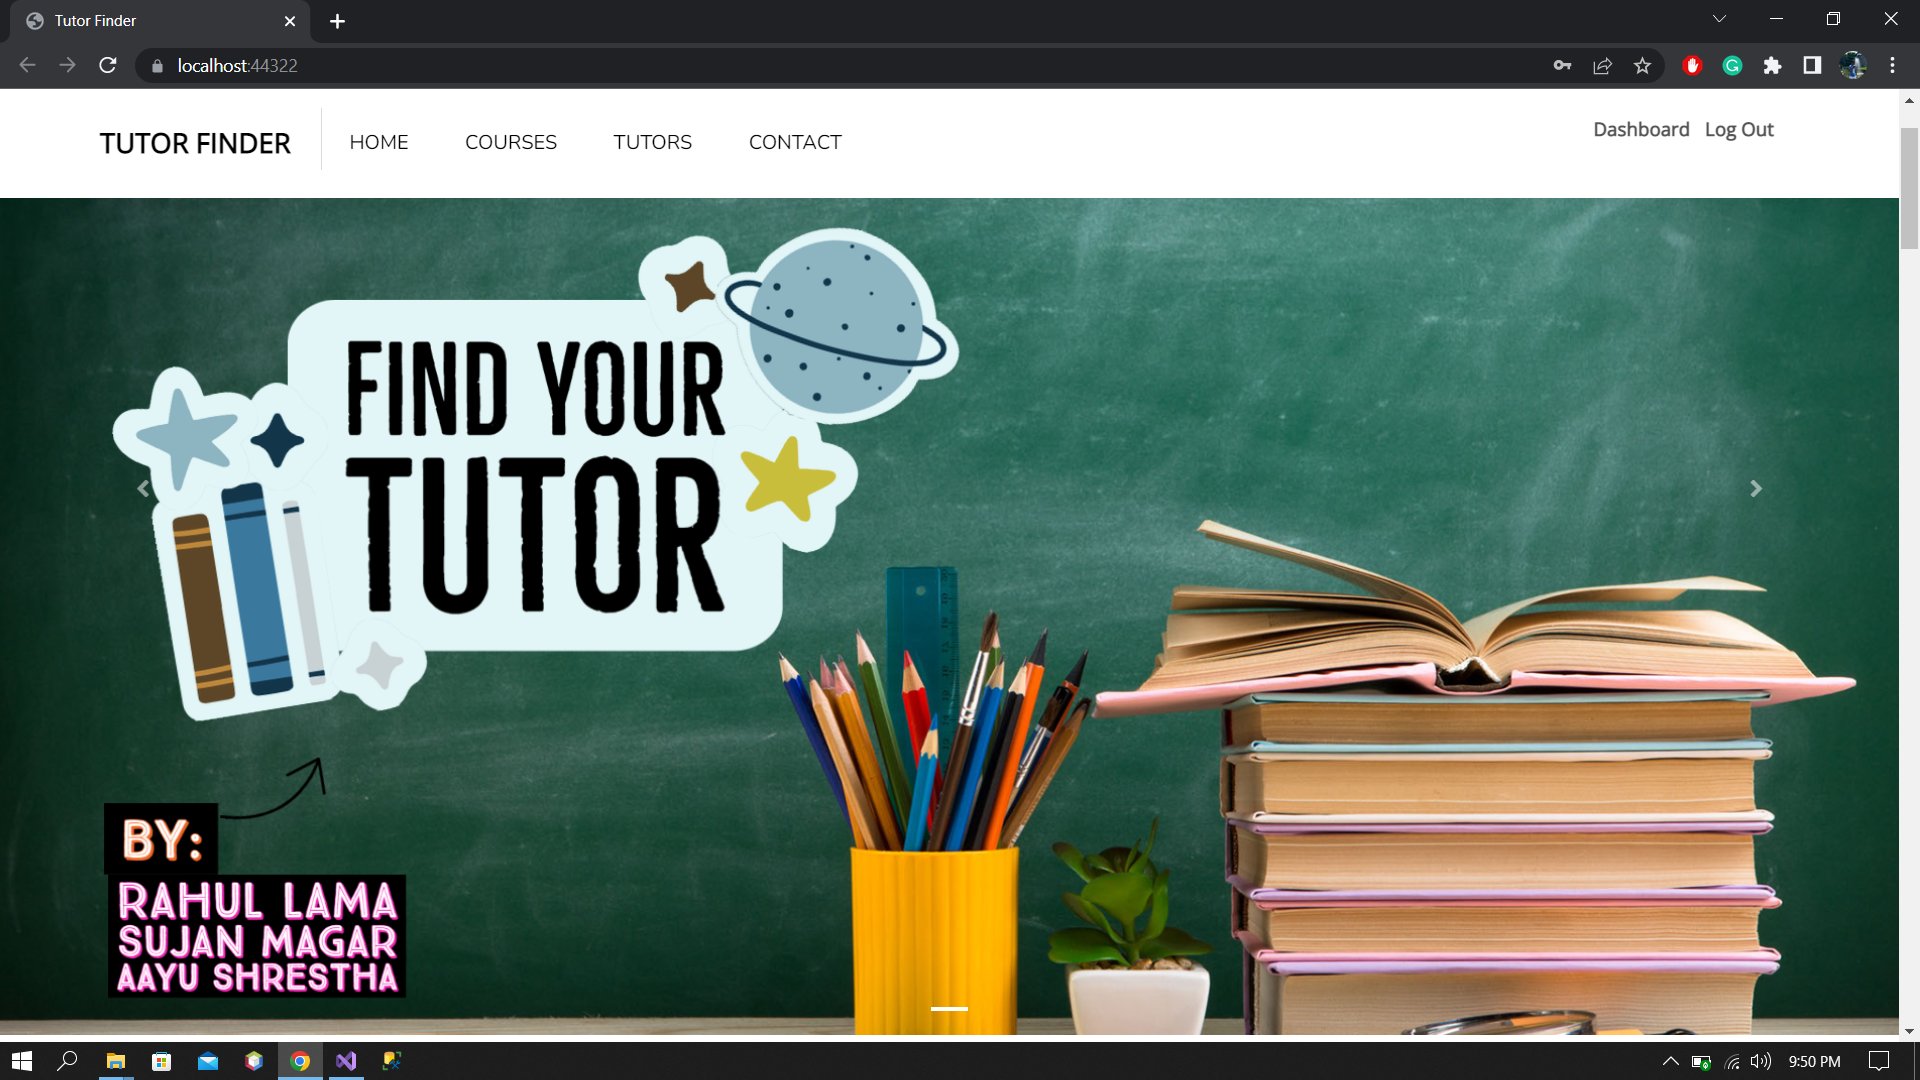 Tutor Finder
localhost:44322
TUTOR FINDER
HOME
COURSES
TUTORS
CONTACT
Dashboard
Log Out
FIND YOUR
TUTOR
BY:
RAHUL LAMA
SUJAN MAGAR
AAYU SHRESTHA
9:50 PM